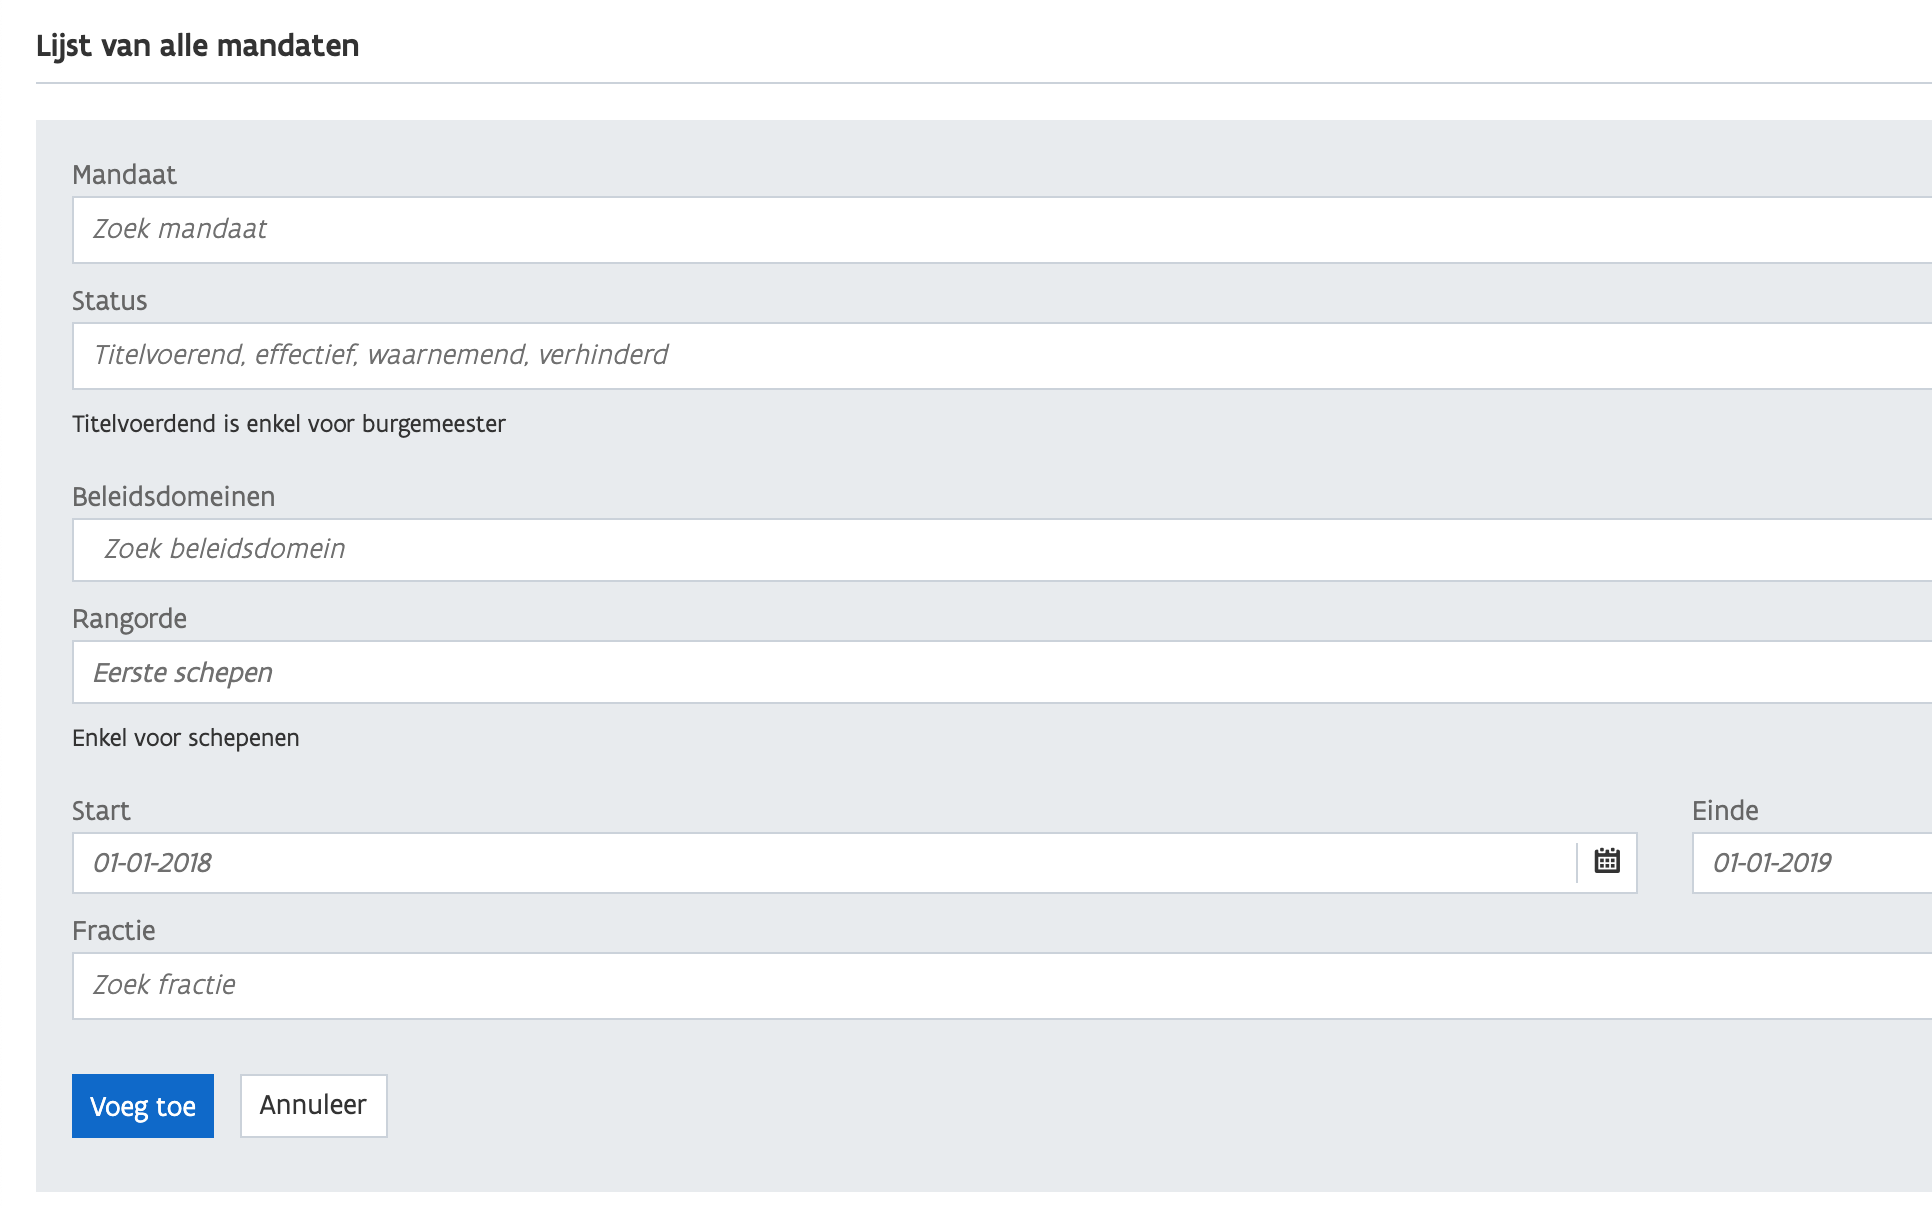 Lijst van alle mandaten
Mandaat
Zoek mandaat
Status
Titelvoerend, effectief, waarnemend, verhinderd
Titelvoerdend is enkel voor burgemeester
Beleidsdomeinen
Zoek beleidsdomein
Rangorde
Eerste schepen
Enkel voor schepenen
Start Einde
01-01-2018 01-01-2019
Fractie
Zoek fractie
Voeg toe Annuleer